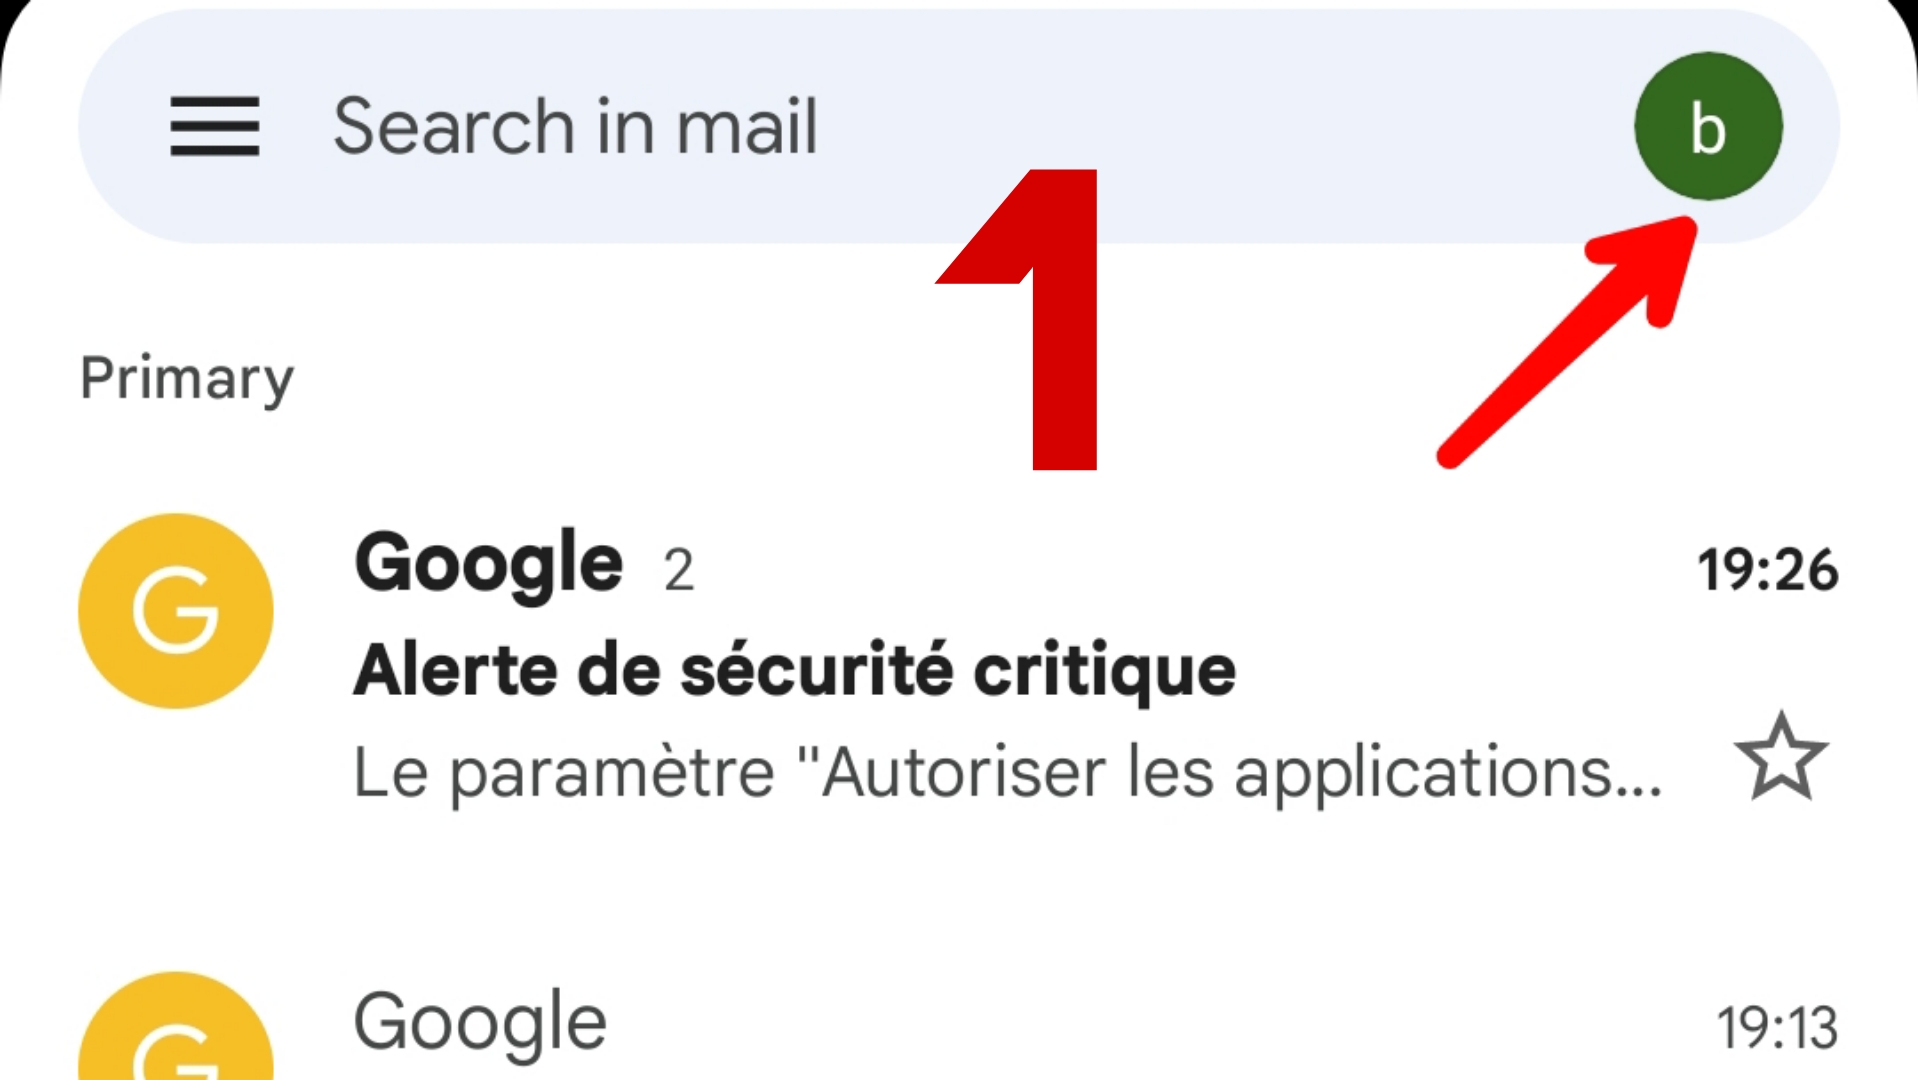 Search in mail
b
1
Primary
G
Google 2
19:26
Alerte de sécurité critique
Le paramètre "Autoriser les applications...
G
Google
19:13